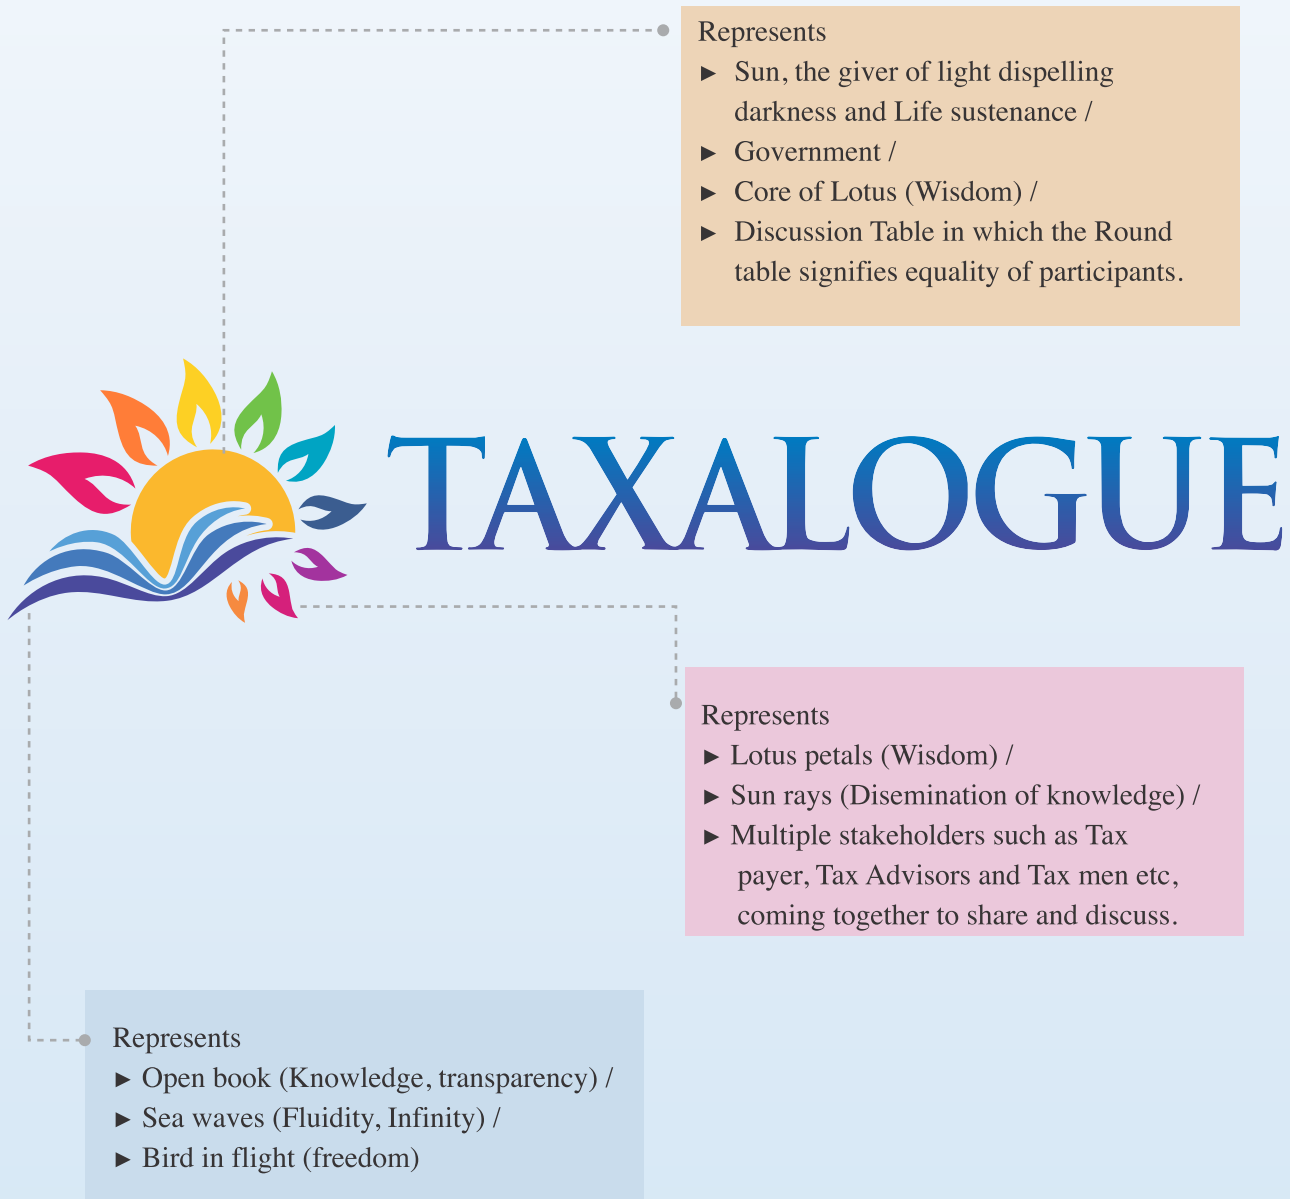 Represents
► Sun, the giver of light dispelling
darkness and Life sustenance /
► Government /
► Core of Lotus (Wisdom) /
► Discussion Table in which the Round
table signifies equality of participants.
TAXALOGUE
Represents
► Lotus petals (Wisdom) /
► Sun rays (Disemination of knowledge) /
► Multiple stakeholders such as Tax
payer, Tax Advisors and Tax men etc,
coming together to share and discuss.
Represents
► Open book (Knowledge, transparency) /
► Sea waves (Fluidity, Infinity) /
► Bird in flight (freedom)